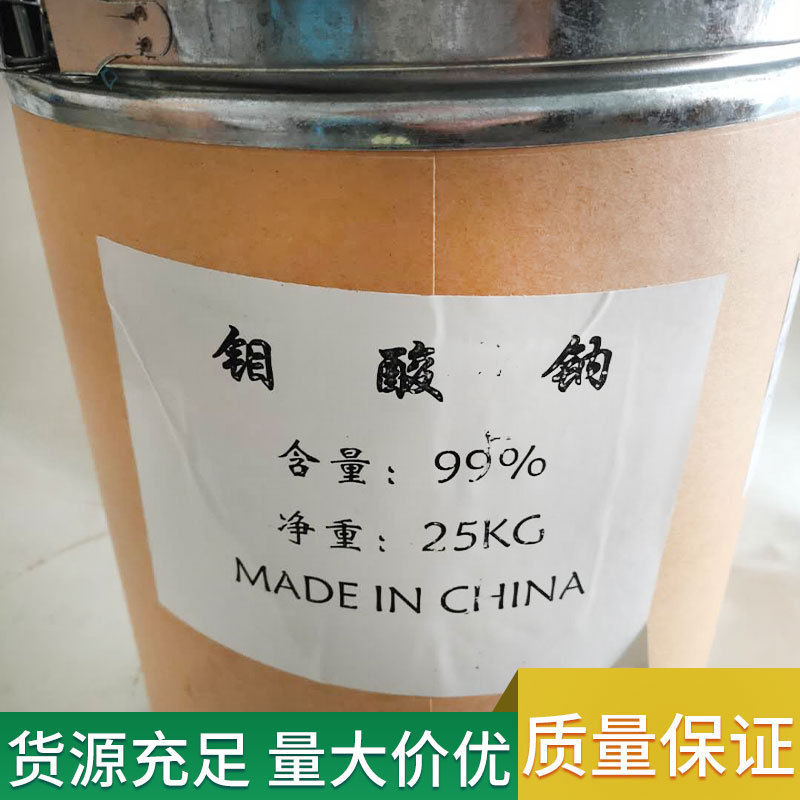 钼酸钠
含量：99%
净重：25KG
MADE IN CHINA
货源充足 量大价优
质量保证